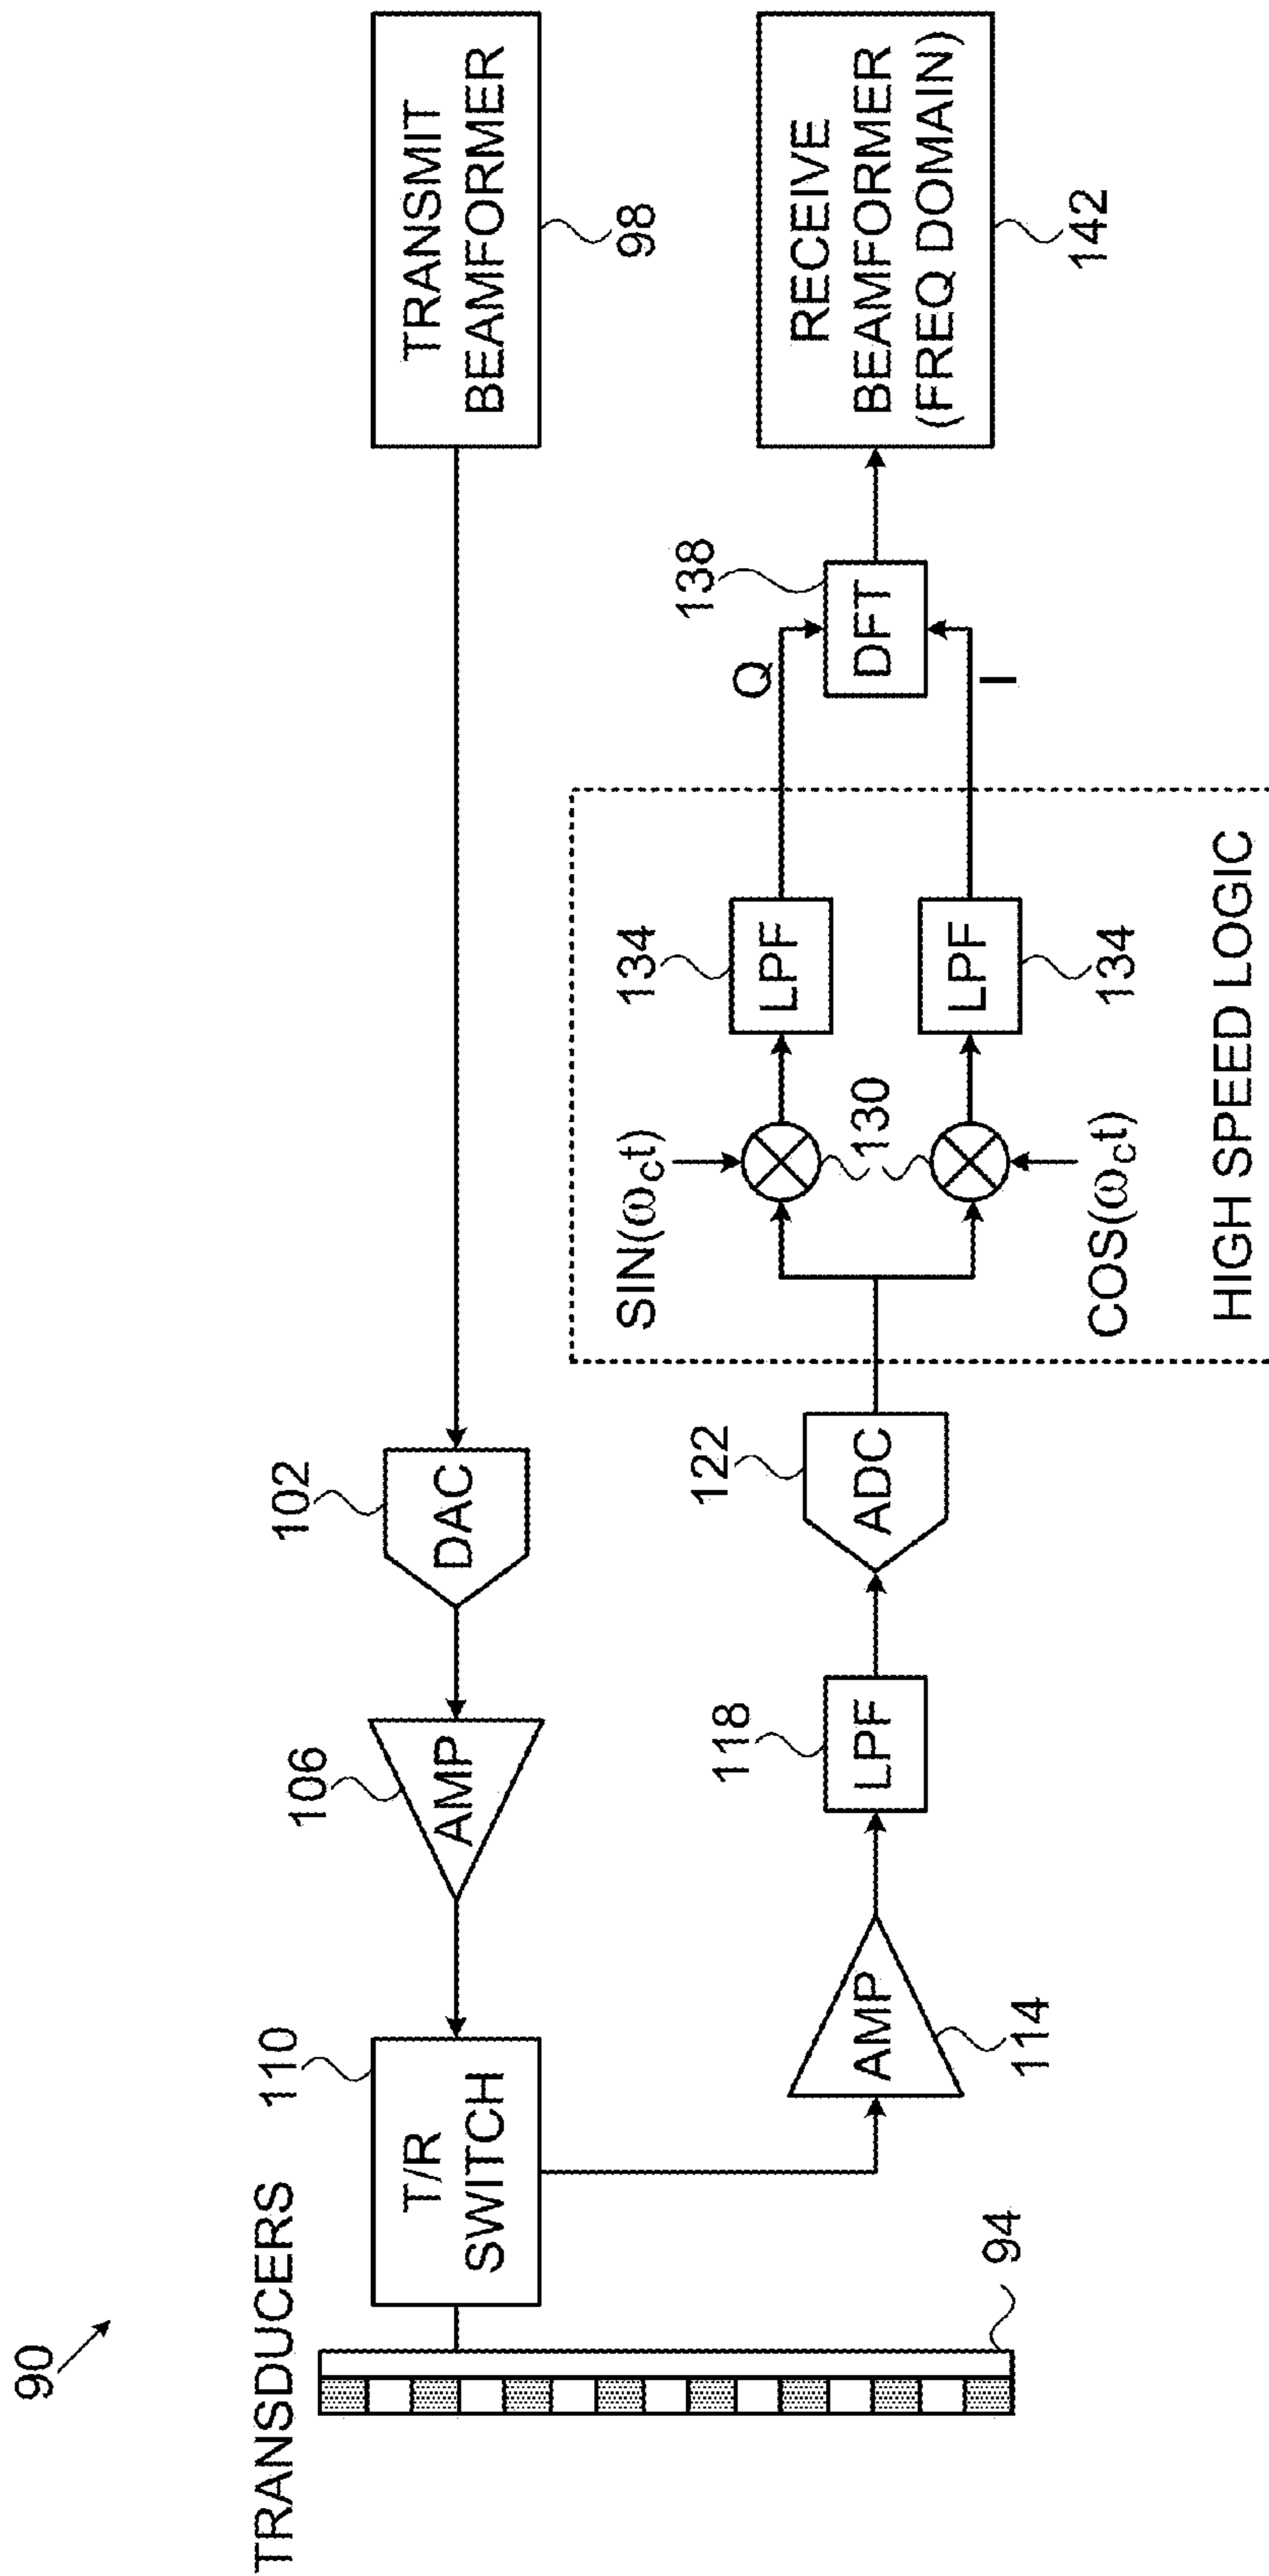 90
TRANSDUCERS
94
T/R
SWITCH
110
AMP
106
DAC
102
TRANSMIT
BEAMFORMER
98
AMP
114
LPF
118
ADC
122
SIN(ωct)
COS(ωct)
130
LPF
134
LPF
134
HIGH SPEED LOGIC
Q
I
DFT
138
RECEIVE
BEAMFORMER
(FREQ DOMAIN)
142